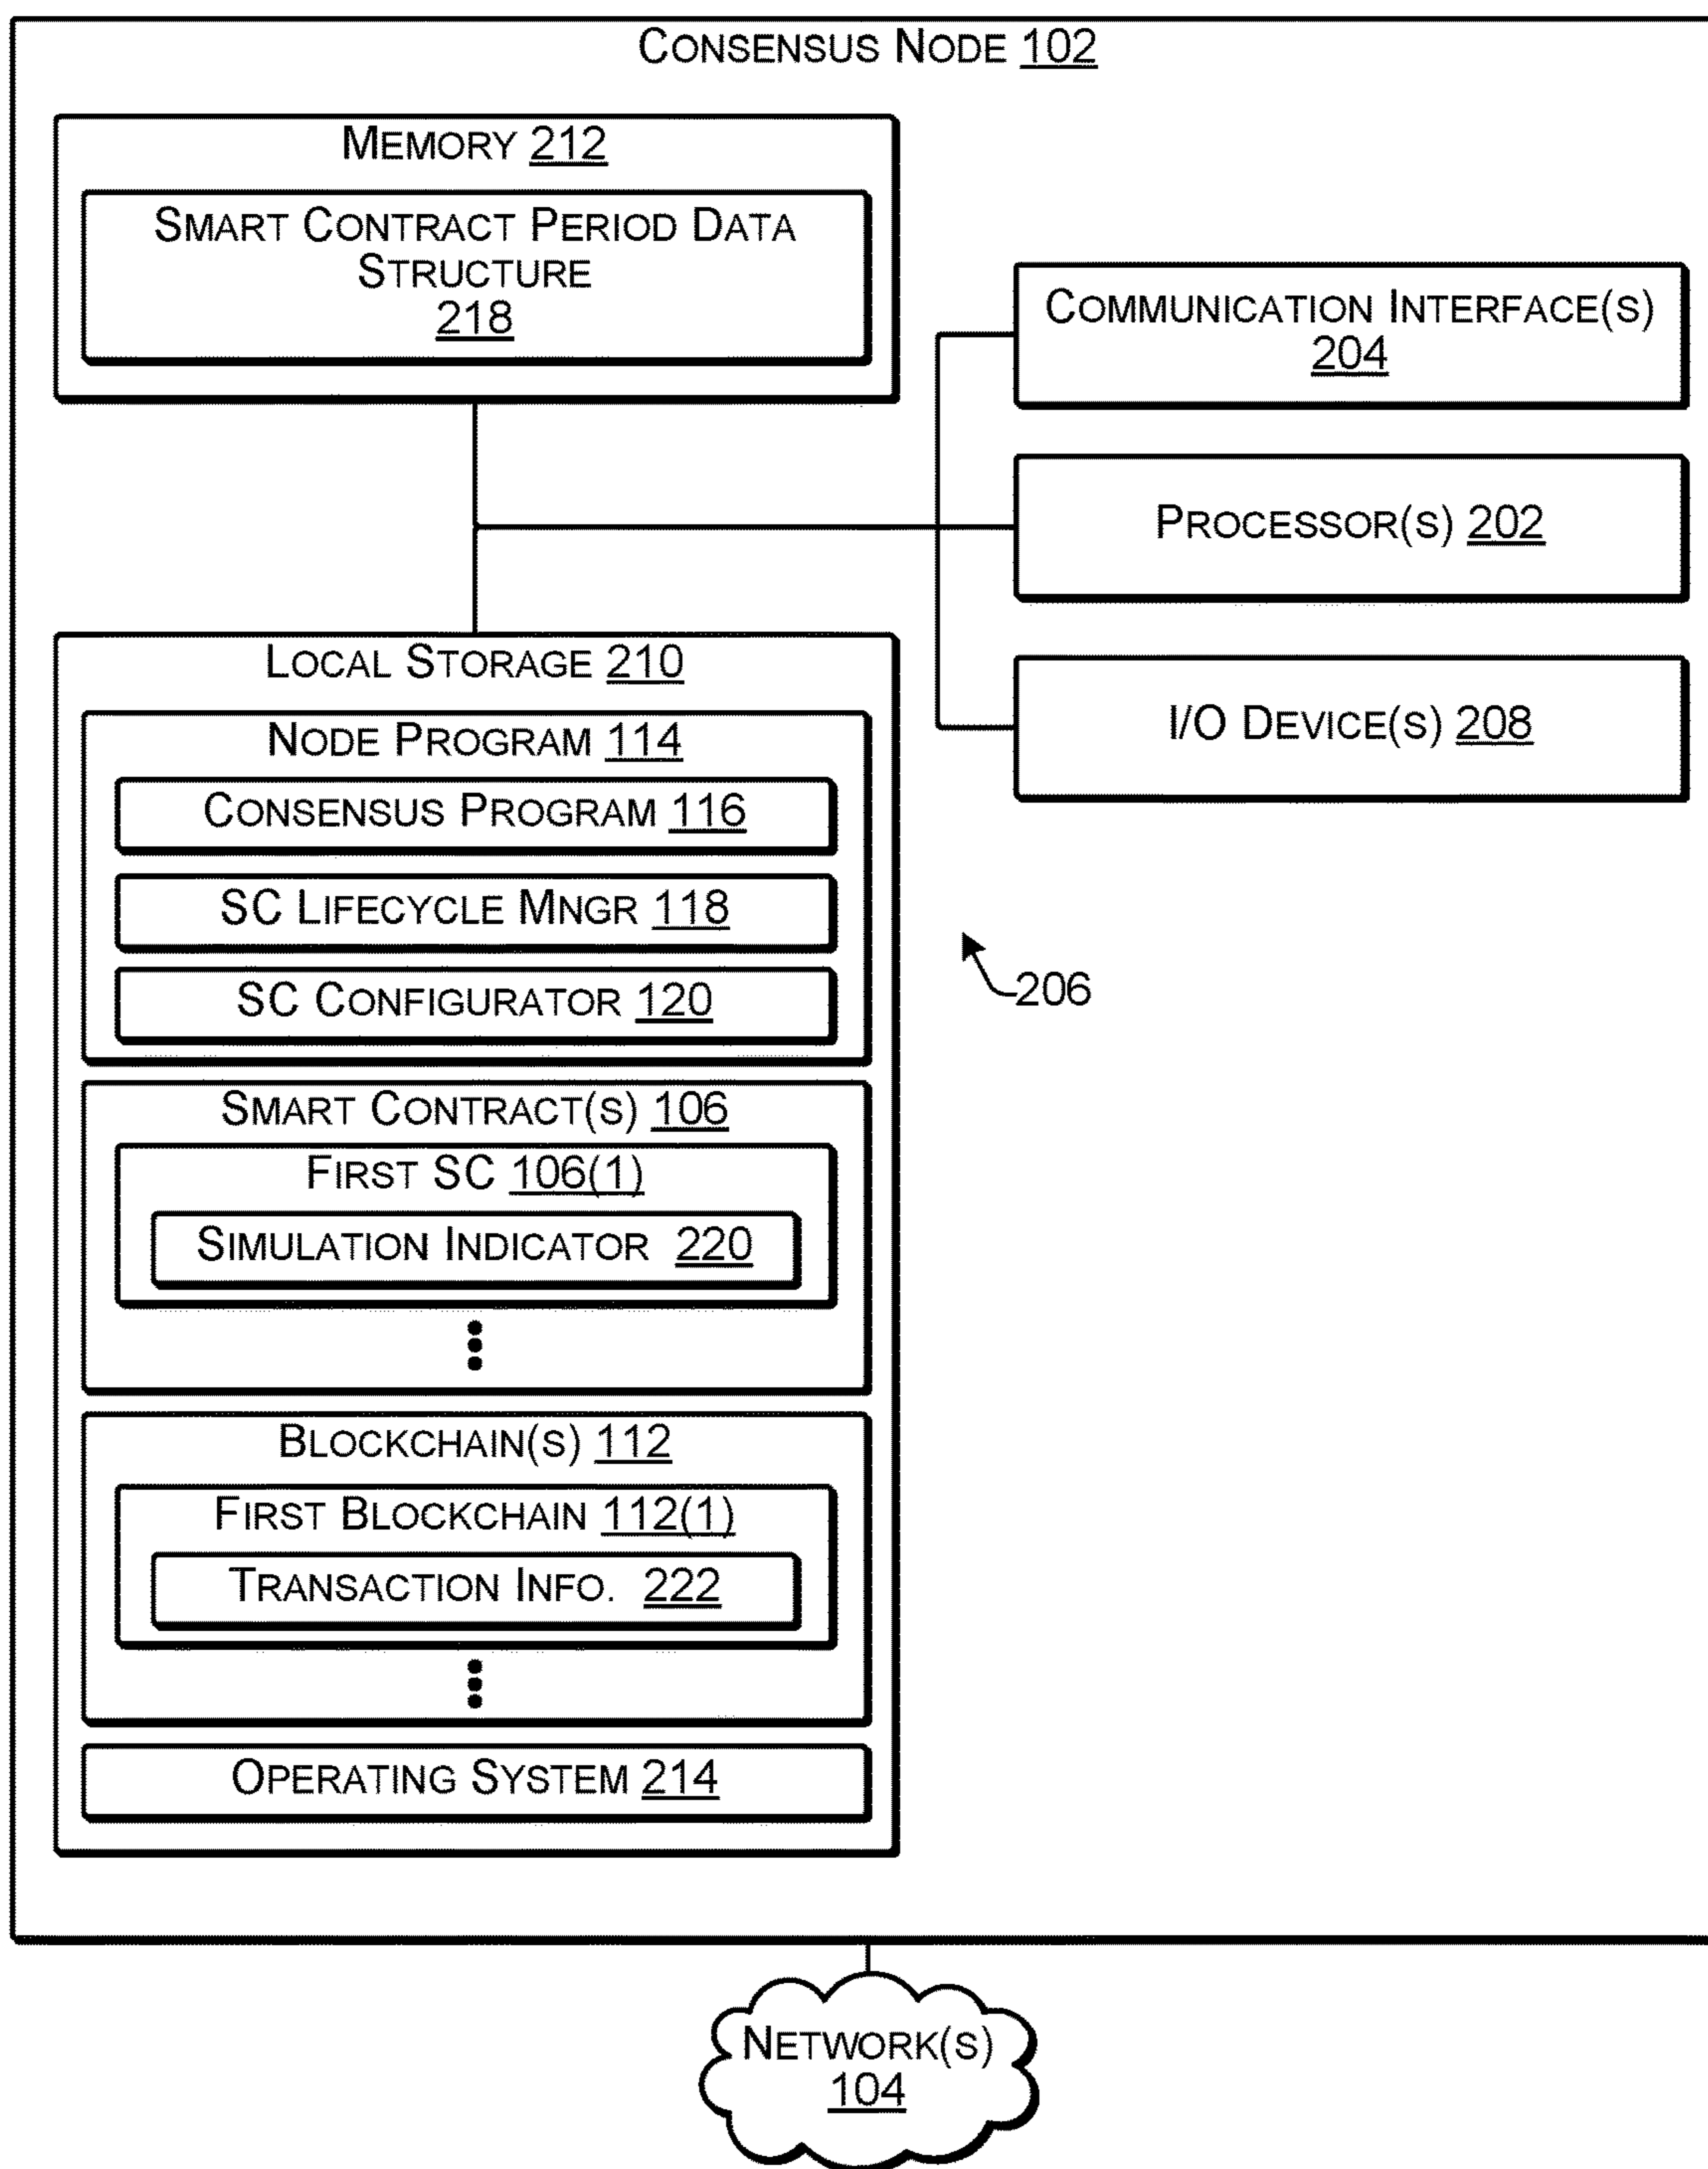 CONSENSUS NODE 102
MEMORY 212
SMART CONTRACT PERIOD DATA
STRUCTURE
218
COMMUNICATION INTERFACE(S)
204
PROCESSOR(S) 202
I/O DEVICE(S) 208
LOCAL STORAGE 210
NODE PROGRAM 114
CONSENSUS PROGRAM 116
SC LIFECYCLE MNGR 118
SC CONFIGURATOR 120
206
SMART CONTRACT(S) 106
FIRST SC 106(1)
SIMULATION INDICATOR 220
BLOCKCHAIN(S) 112
FIRST BLOCKCHAIN 112(1)
TRANSACTION INFO. 222
OPERATING SYSTEM 214
NETWORK(S)
104